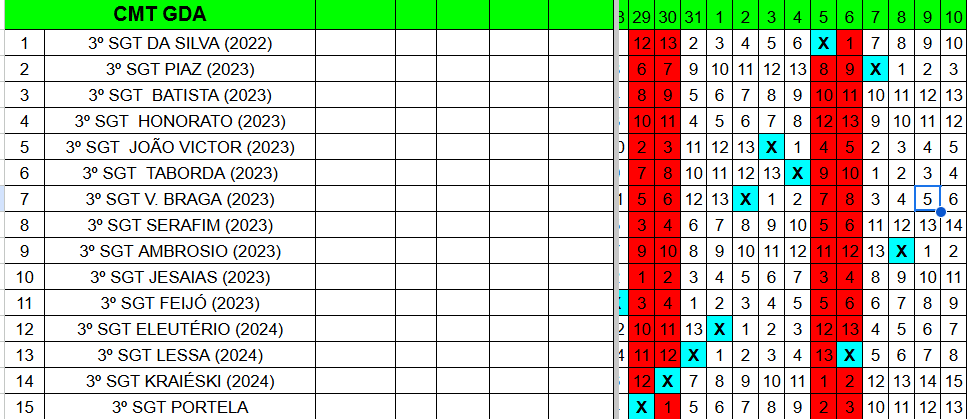 CMT GDA 8 29 30 31 1 2 3 4 5 6 7 8 9 10
1 3º SGT DA SILVA (2022) 12 13 2 3 4 5 6 X 1 7 8 9 10
2 3º SGT PIAZ (2023) 6 7 9 10 11 12 13 8 9 X 1 2 3
3 3º SGT BATISTA (2023) 8 9 5 6 7 8 9 10 11 10 11 12 13
4 3º SGT HONORATO (2023) 10 11 4 5 6 7 8 12 13 9 10 11 12
5 3º SGT JOÃO VICTOR (2023) 0 2 3 11 12 13 X 1 4 5 2 3 4 5
6 3º SGT TABORDA (2023) 7 8 10 11 12 13 X 9 10 1 2 3 4
7 3º SGT V. BRAGA (2023) 1 5 6 12 13 X 1 2 7 8 3 4 5 6
8 3º SGT SERAFIM (2023) 3 4 6 7 8 9 10 5 6 11 12 13 14
9 3º SGT AMBROSIO (2023) 9 10 8 9 10 11 12 11 12 13 X 1 2
10 3º SGT JESAIAS (2023) 1 2 3 4 5 6 7 3 4 8 9 10 11
11 3º SGT FEIJÓ (2023) X 3 4 1 2 3 4 5 5 6 6 7 8 9
12 3º SGT ELEUTÉRIO (2024) 2 10 11 13 X 1 2 3 12 13 4 5 6 7
13 3º SGT LESSA (2024) 4 11 12 X 1 2 3 4 13 X 5 6 7 8
14 3º SGT KRAIÉSKI (2024) 12 X 7 8 9 10 11 1 2 12 13 14 15
15 3º SGT PORTELA X 1 5 6 7 8 9 2 3 10 11 12 13